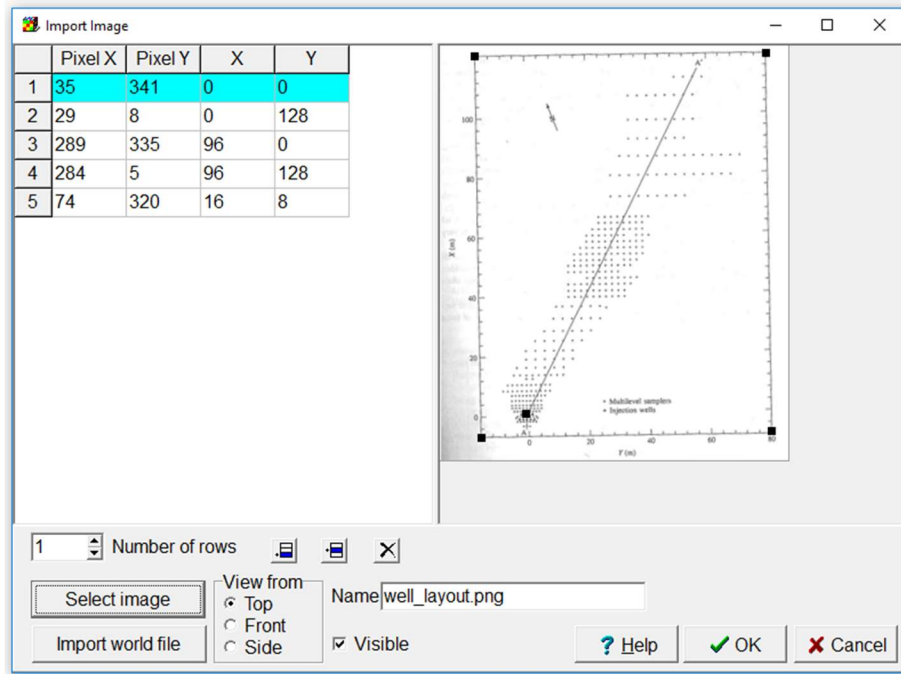 Import Image
Pixel X Pixel Y X Y
1 35 341 0 0
2 29 8 0 128
3 289 335 96 0
4 284 5 96 128
5 74 320 16 8
A'
N
100
80
60
X (m)
40
20
0
• Multilevel samplers
• Injection wells
A
0 20 40 60 80
Y (m)
1 Number of rows
Select image
Import world file
View from
Top
Front
Side
Name well_layout.png
Visible
? Help
OK
Cancel